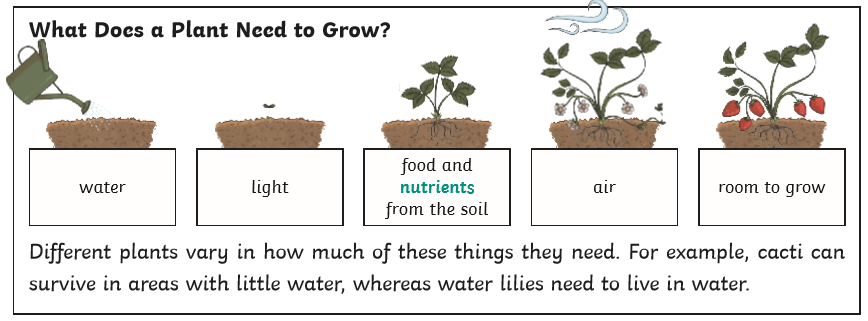 What Does a Plant Need to Grow?
water
light
food and
nutrients
from the soil
air
room to grow
Different plants vary in how much of these things they need. For example, cacti can
survive in areas with little water, whereas water lilies need to live in water.